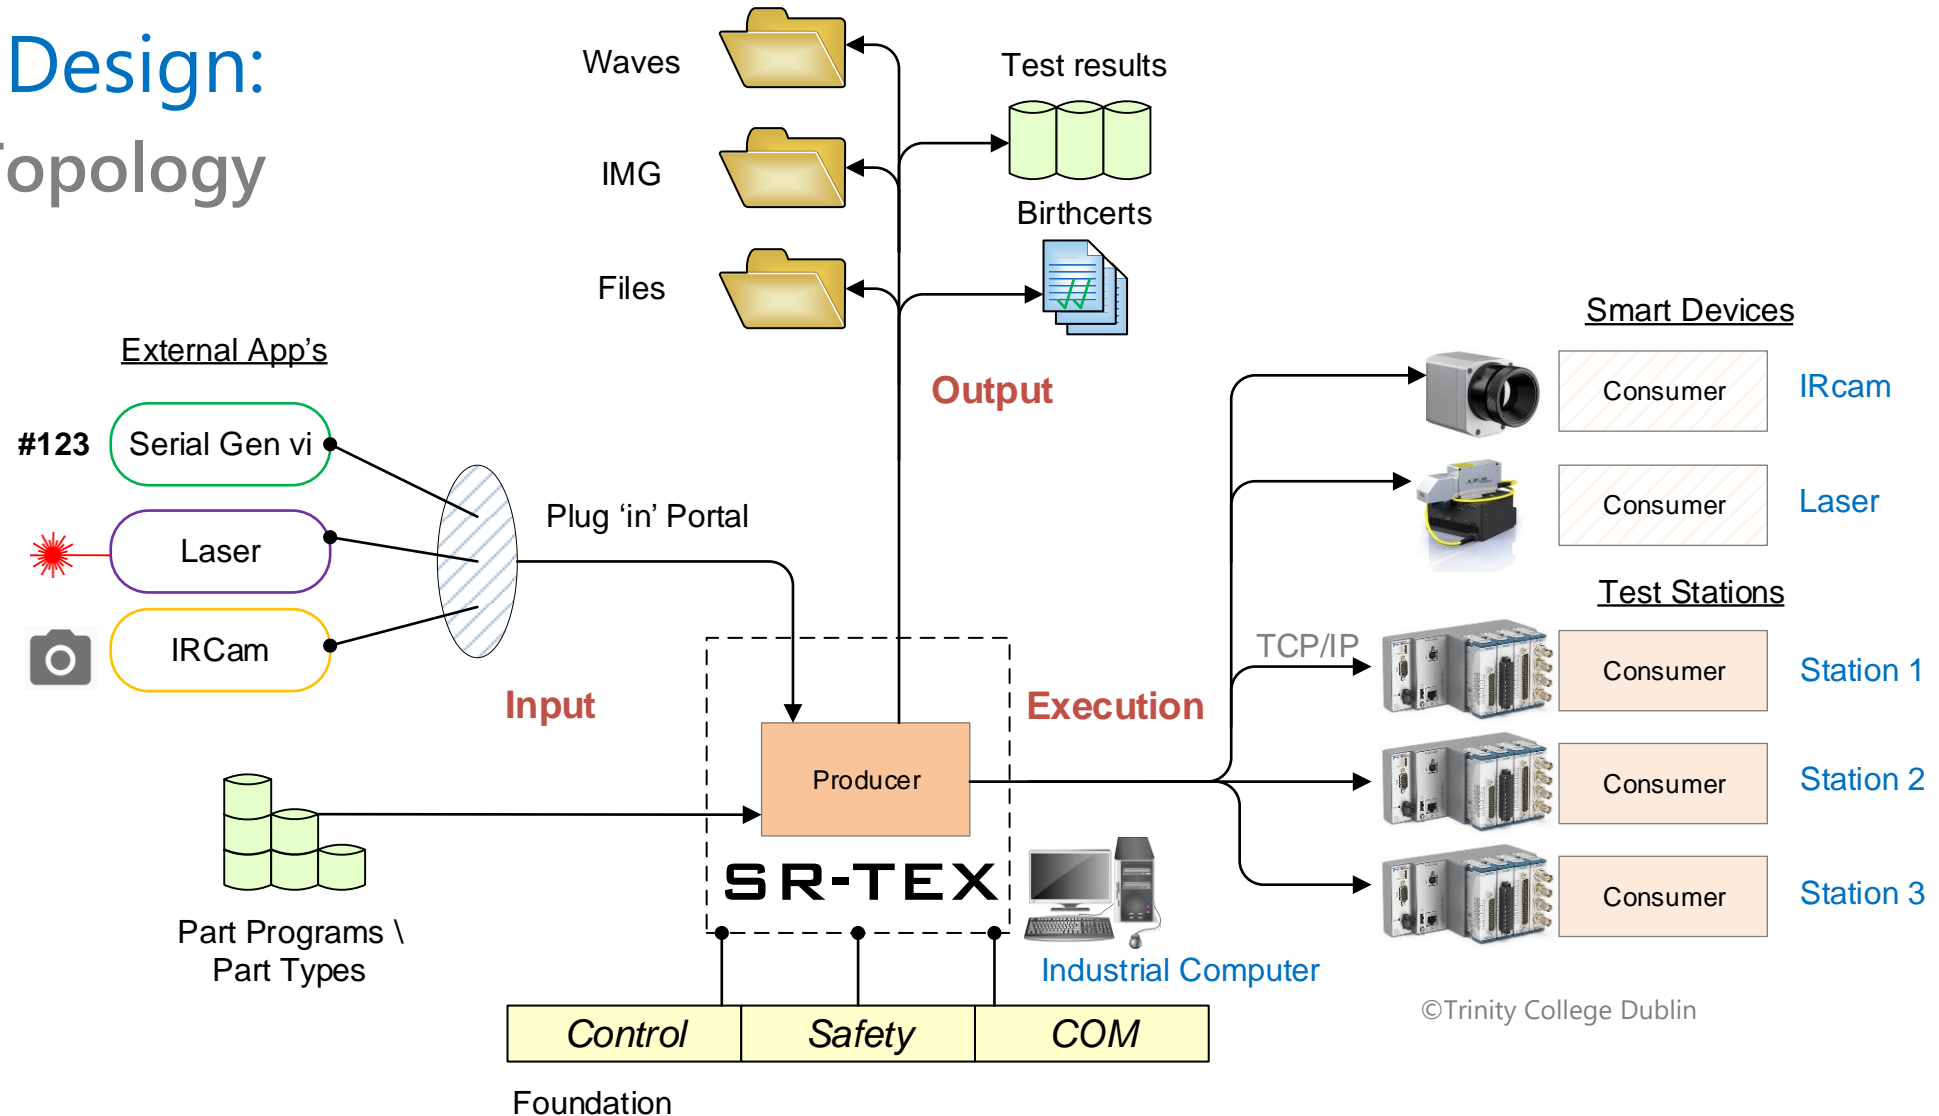 Design:
Topology
Waves
IMG
Files
Test results
Birthcerts
Output
External App's
#123
Serial Gen vi
Laser
IRCam
Plug 'in' Portal
Input
Execution
Smart Devices
Consumer
IRcam
Consumer
Laser
Test Stations
TCP/IP
Consumer
Station 1
Consumer
Station 2
Consumer
Station 3
Producer
SR-TEX
Industrial Computer
Part Programs \
Part Types
Control
Safety
COM
Foundation
©Trinity College Dublin